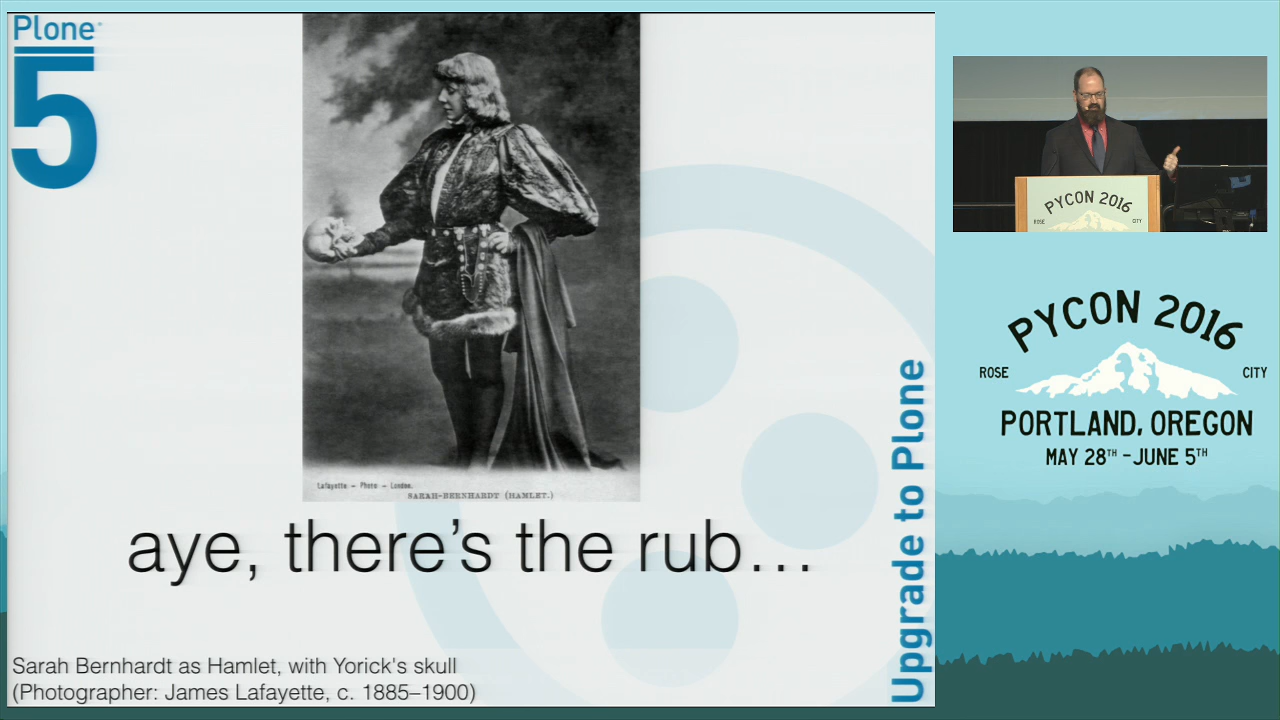 Plone®
5
Lafayette - Photo - London.
SARAH-BERNHARDT (HAMLET.)
aye, there's the rub…
Sarah Bernhardt as Hamlet, with Yorick's skull
(Photographer: James Lafayette, c. 1885–1900)
Upgrade to Plone
PYCON 2016
ROSE
CITY
PYCON 2016
ROSE
CITY
PORTLAND, OREGON
MAY 28TH - JUNE 5TH